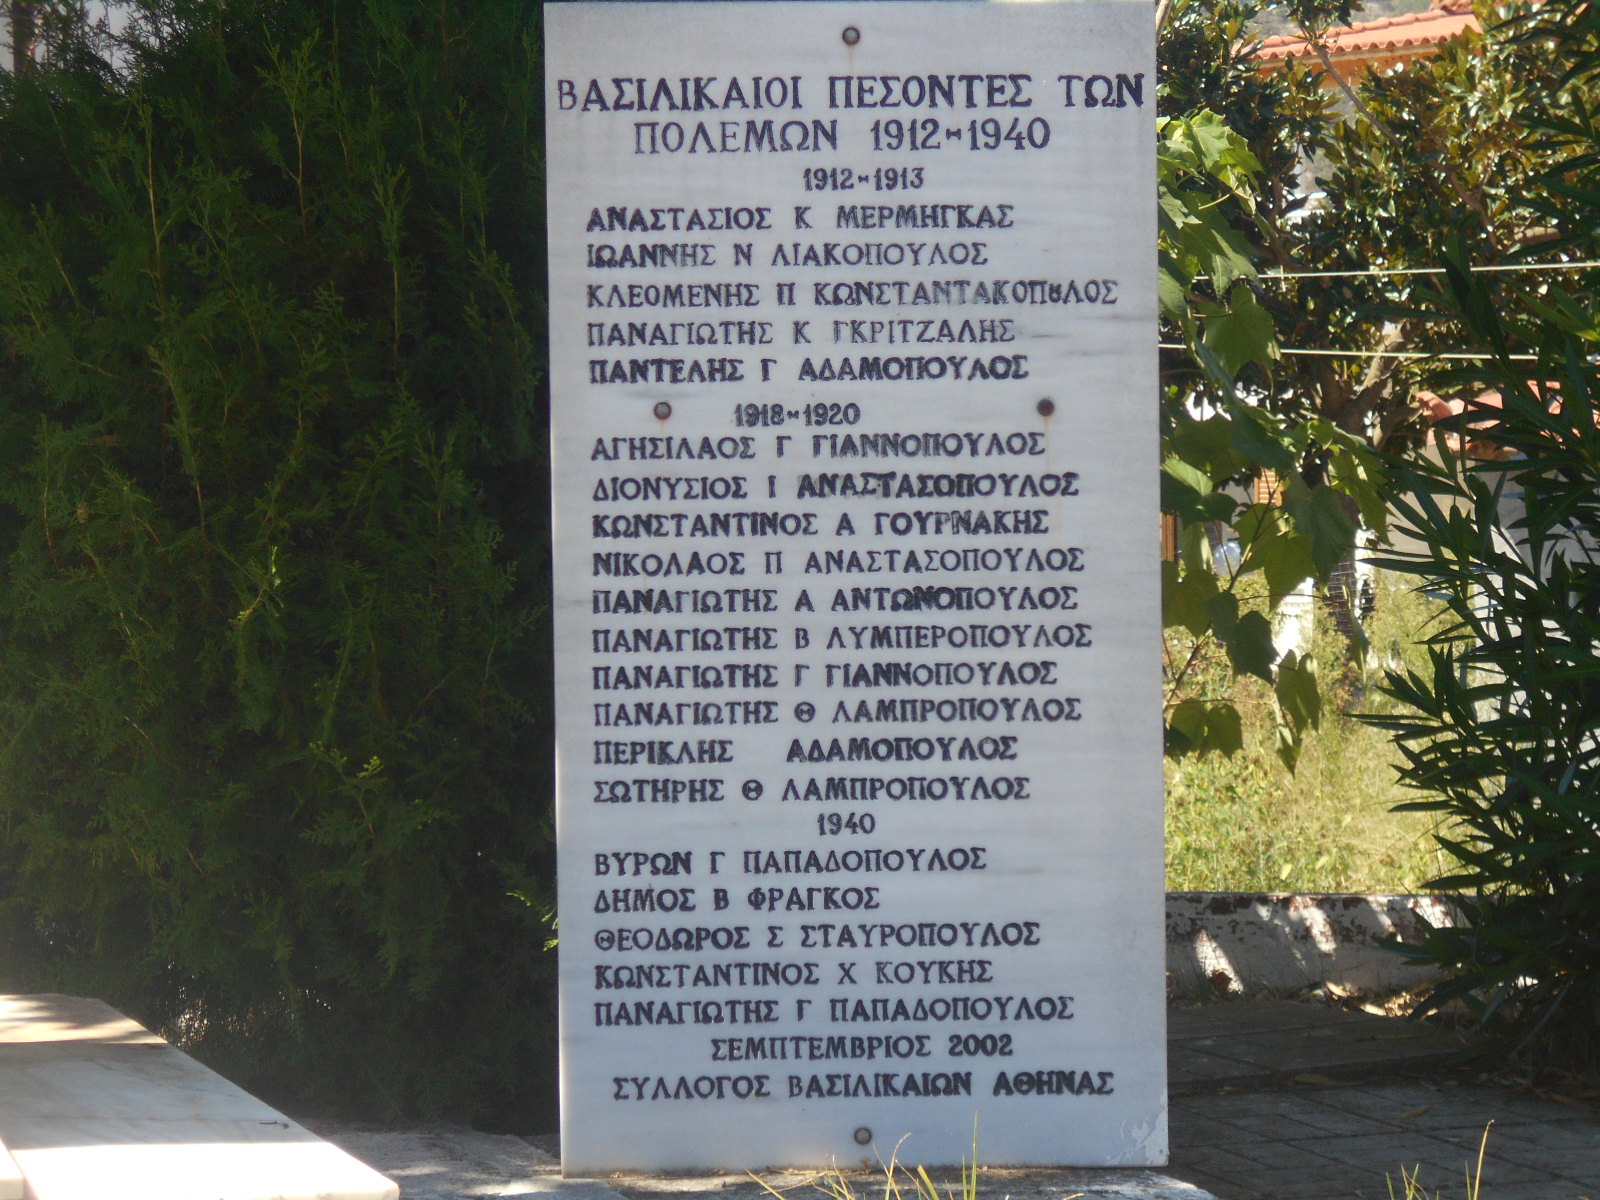 ΒΑΣΙΛΙΚΑΙΟΙ ΠΕΣΟΝΤΕΣ ΤΩΝ
ΠΟΛΕΜΩΝ 1912-1940
1912-1913
ΑΝΑΣΤΑΣΙΟΣ Κ ΜΕΡΜΗΓΚΑΣ
ΙΩΑΝΝΗΣ Ν ΛΙΑΚΟΠΟΥΛΟΣ
ΚΛΕΟΜΕΝΗΣ Π ΚΩΝΣΤΑΝΤΑΚΟΠΟΥΛΟΣ
ΠΑΝΑΓΙΩΤΗΣ Κ ΓΚΡΙΤΖΑΛΗΣ
ΠΑΝΤΕΛΗΣ Γ ΑΔΑΜΟΠΟΥΛΟΣ
1918-1920
ΑΓΗΣΙΛΑΟΣ Γ ΓΙΑΝΝΟΠΟΥΛΟΣ
ΔΙΟΝΥΣΙΟΣ Ι ΑΝΑΣΤΑΣΟΠΟΥΛΟΣ
ΚΩΝΣΤΑΝΤΙΝΟΣ Α ΓΟΥΡΝΑΚΗΣ
ΝΙΚΟΛΑΟΣ Π ΑΝΑΣΤΑΣΟΠΟΥΛΟΣ
ΠΑΝΑΓΙΩΤΗΣ Α ΑΝΤΩΝΟΠΟΥΛΟΣ
ΠΑΝΑΓΙΩΤΗΣ Β ΛΥΜΠΕΡΟΠΟΥΛΟΣ
ΠΑΝΑΓΙΩΤΗΣ Γ ΓΙΑΝΝΟΠΟΥΛΟΣ
ΠΑΝΑΓΙΩΤΗΣ Θ ΛΑΜΠΡΟΠΟΥΛΟΣ
ΠΕΡΙΚΛΗΣ ΑΔΑΜΟΠΟΥΛΟΣ
ΣΩΤΗΡΗΣ Θ ΛΑΜΠΡΟΠΟΥΛΟΣ
1940
ΒΥΡΩΝ Γ ΠΑΠΑΔΟΠΟΥΛΟΣ
ΔΗΜΟΣ Β ΦΡΑΓΚΟΣ
ΘΕΟΔΩΡΟΣ Σ ΣΤΑΥΡΟΠΟΥΛΟΣ
ΚΩΝΣΤΑΝΤΙΝΟΣ Χ ΚΟΥΚΗΣ
ΠΑΝΑΓΙΩΤΗΣ Γ ΠΑΠΑΔΟΠΟΥΛΟΣ
ΣΕΜΠΤΕΜΒΡΙΟΣ 2002
ΣΥΛΛΟΓΟΣ ΒΑΣΙΛΙΚΑΙΩΝ ΑΘΗΝΑΣ